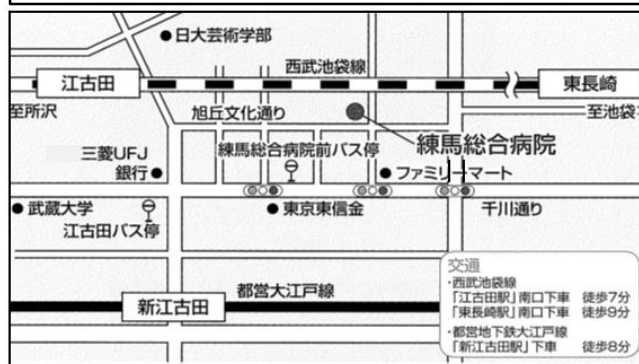 日大芸術学部
西武池袋線
江古田
東長崎
至所沢
旭丘文化通り
至池袋
練馬総合病院
三菱UFJ
銀行
練馬総合病院前バス停
ファミリーマート
武蔵大学
江古田バス停
東京東信金
千川通り
都営大江戸線
新江古田
交通
・西武池袋線
「江古田駅」南口下車 徒歩7分
「東長崎駅」南口下車 徒歩9分
・都営地下鉄大江戸線
「新江古田駅」下車 徒歩8分